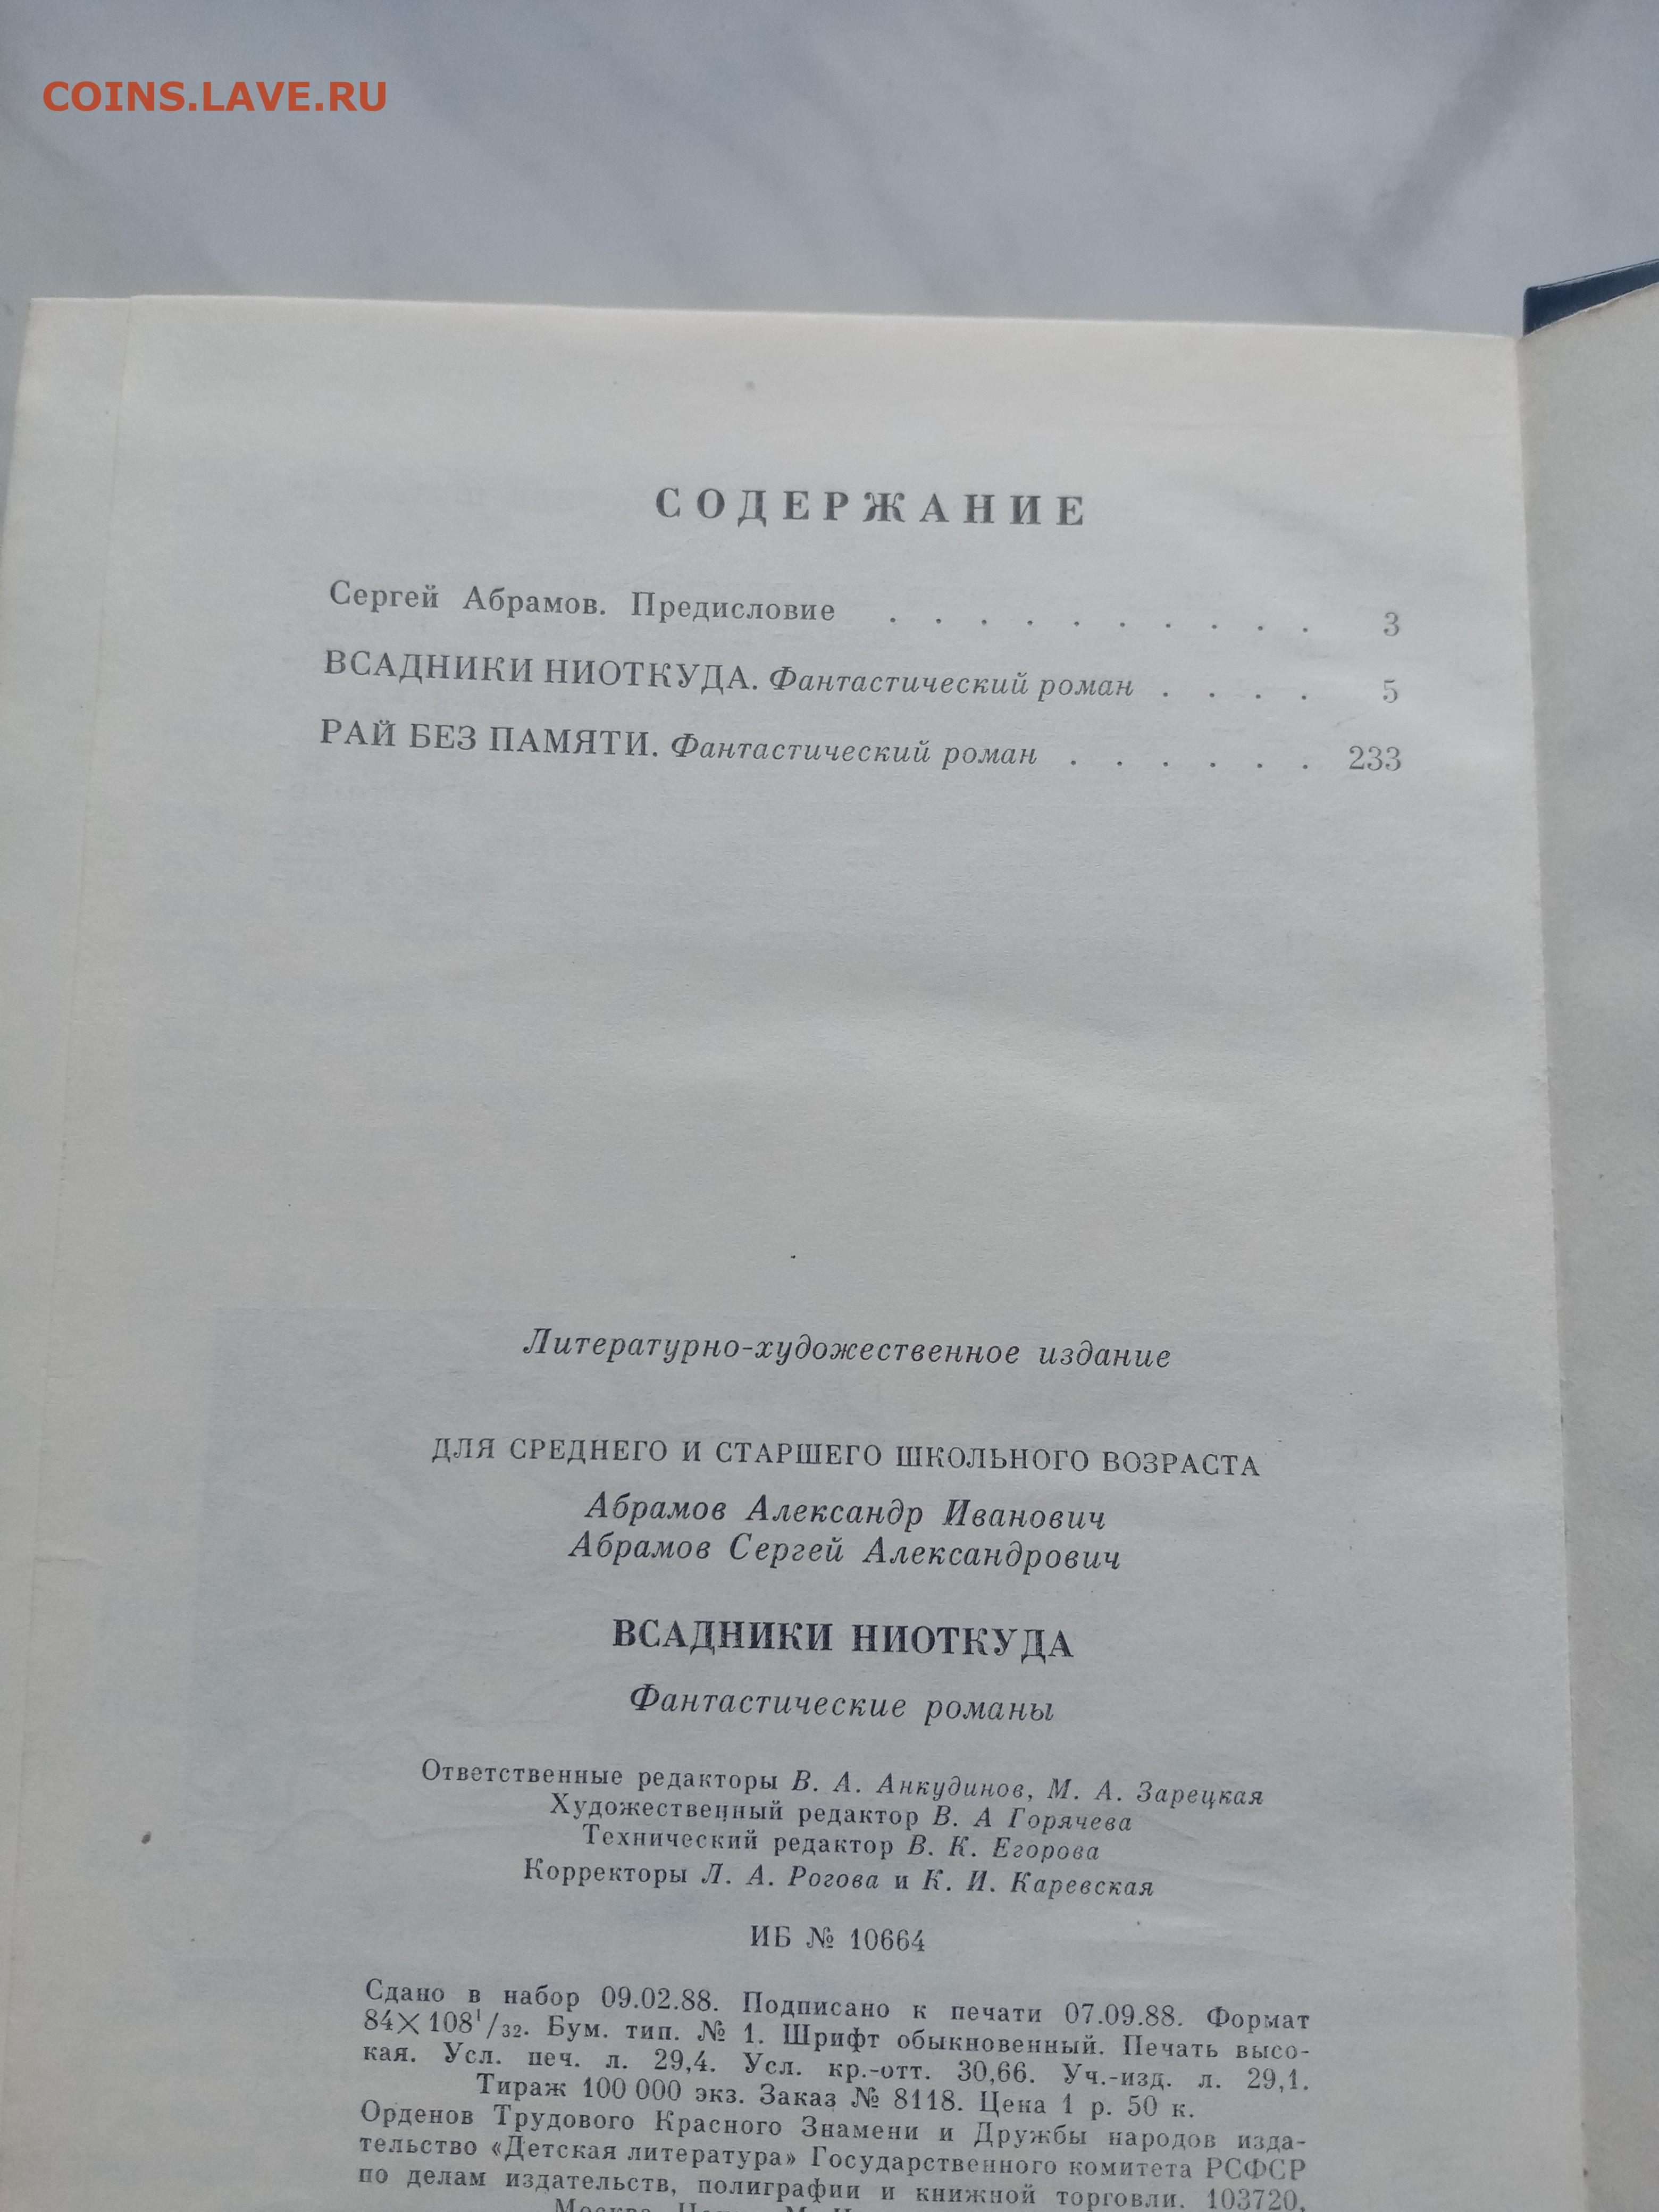 COINS.LAVE.RU
СОДЕРЖАНИЕ
Сергей Абрамов. Предисловие . . . . . . . . . . 3
ВСАДНИКИ НИОТКУДА. Фантастический роман . . . . 5
РАЙ БЕЗ ПАМЯТИ. Фантастический роман . . . . . . 233
Литературно-художественное издание
ДЛЯ СРЕДНЕГО И СТАРШЕГО ШКОЛЬНОГО ВОЗРАСТА
Абрамов Александр Иванович
Абрамов Сергей Александрович
ВСАДНИКИ НИОТКУДА
Фантастические романы
Ответственные редакторы В. А. Анкудинов, М. А. Зарецкая
Художественный редактор В. А Горячева
Технический редактор В. К. Егорова
Корректоры Л. А. Рогова и К. И. Каревская
ИБ № 10664
Сдано в набор 09.02.88. Подписано к печати 07.09.88. Формат
84×108¹/₃₂. Бум. тип. № 1. Шрифт обыкновенный. Печать высо-
кая. Усл. печ. л. 29,4. Усл. кр.-отт. 30,66. Уч.-изд. л. 29,1.
Тираж 100 000 экз. Заказ № 8118. Цена 1 р. 50 к.
Орденов Трудового Красного Знамени и Дружбы народов изда-
тельство «Детская литература» Государственного комитета РСФСР
по делам издательств, полиграфии и книжной торговли. 103720,
Москва